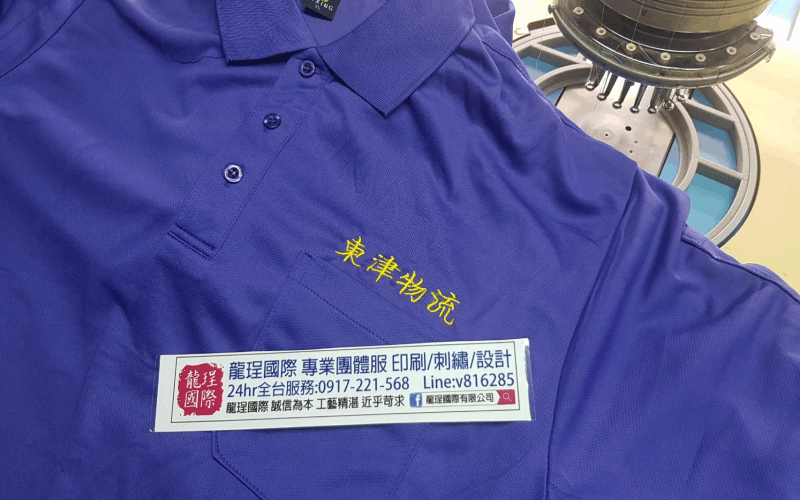 KING
東津物流
龍珵國際
龍珵國際 專業團體服 印刷/刺繡/設計
24hr全台服務:0917-221-568 Line:v816285
龍珵國際 誠信為本 工藝精湛 近乎苛求 f 龍珵國際有限公司